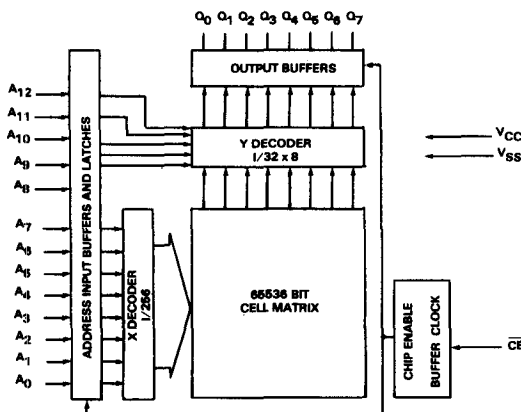 Q0 Q1 Q2 Q3 Q4 Q5 Q6 Q7
OUTPUT BUFFERS
Y DECODER
1/32 x 8
VCC
VSS
A12
A11
A10
A9
A8
A7
A6
A5
A4
A3
A2
A1
A0
ADDRESS INPUT BUFFERS AND LATCHES
X DECODER
1/256
65536 BIT
CELL MATRIX
CHIP ENABLE
BUFFER CLOCK
CE